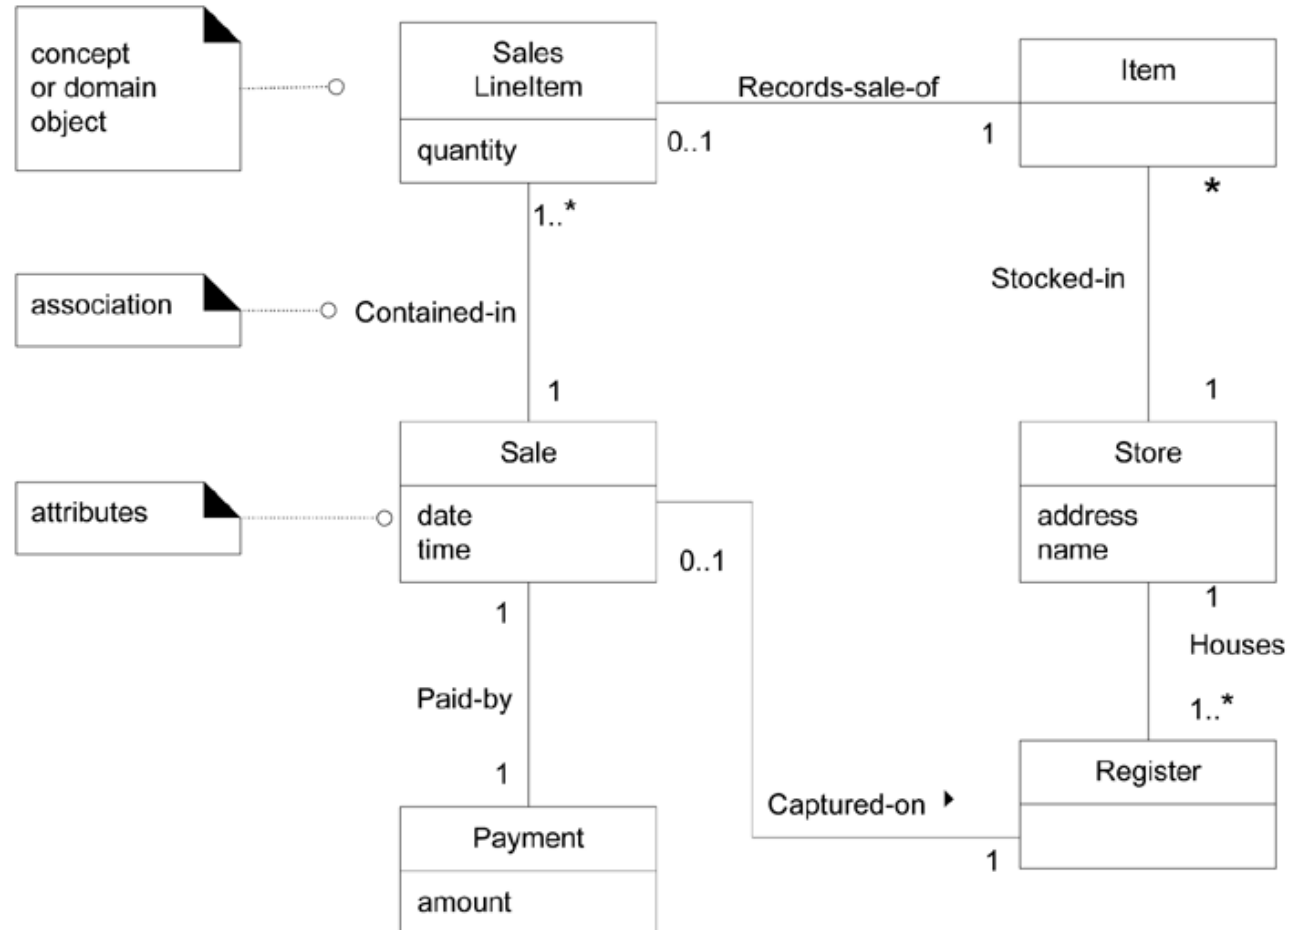 concept
or domain
object
Sales
LineItem
quantity
Records-sale-of
0..1
1
Item
*
1..*
association
Contained-in
Stocked-in
1
1
attributes
Sale
date
time
0..1
Store
address
name
1
1
Houses
Paid-by
1..*
1
Captured-on
Register
1
Payment
amount